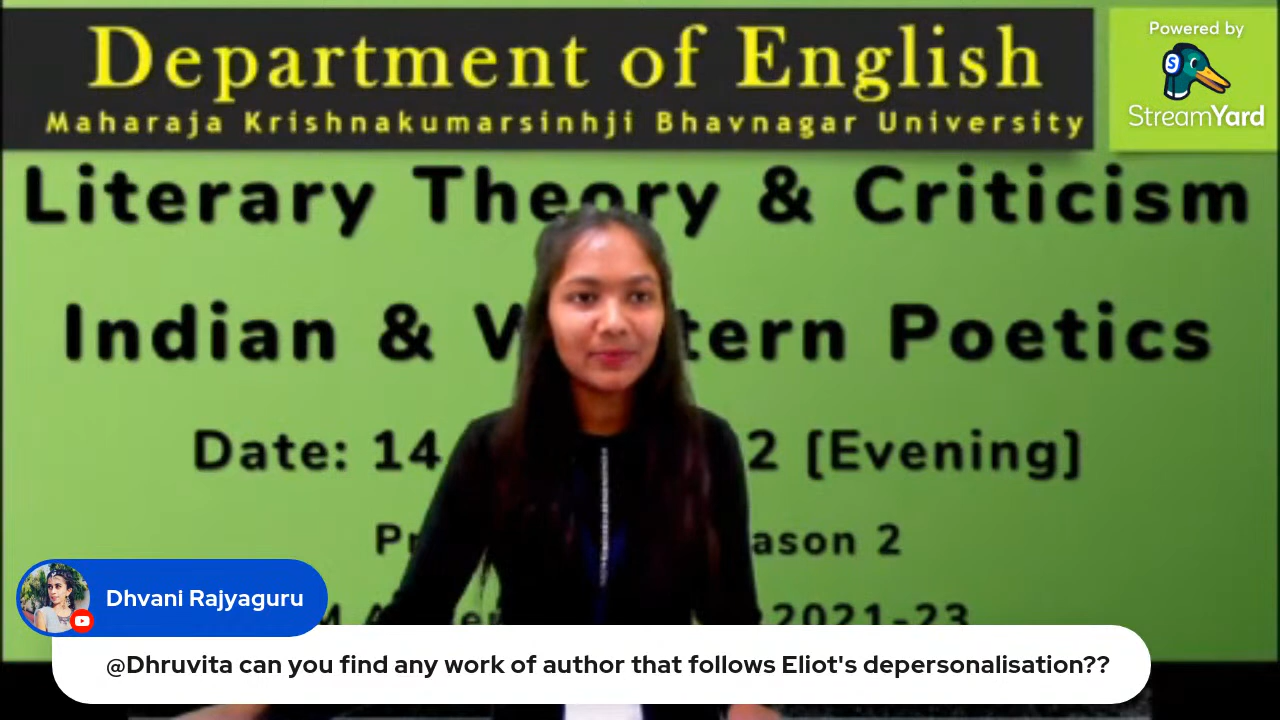 Department of English
Maharaja Krishnakumarsinhji Bhavnagar University
Powered by
StreamYard
Literary Theory & Criticism
Indian & tern Poetics
Date: 14 2 [Evening]
ason 2
2021-23
Dhvani Rajyaguru
@Dhruvita can you find any work of author that follows Eliot's depersonalisation??